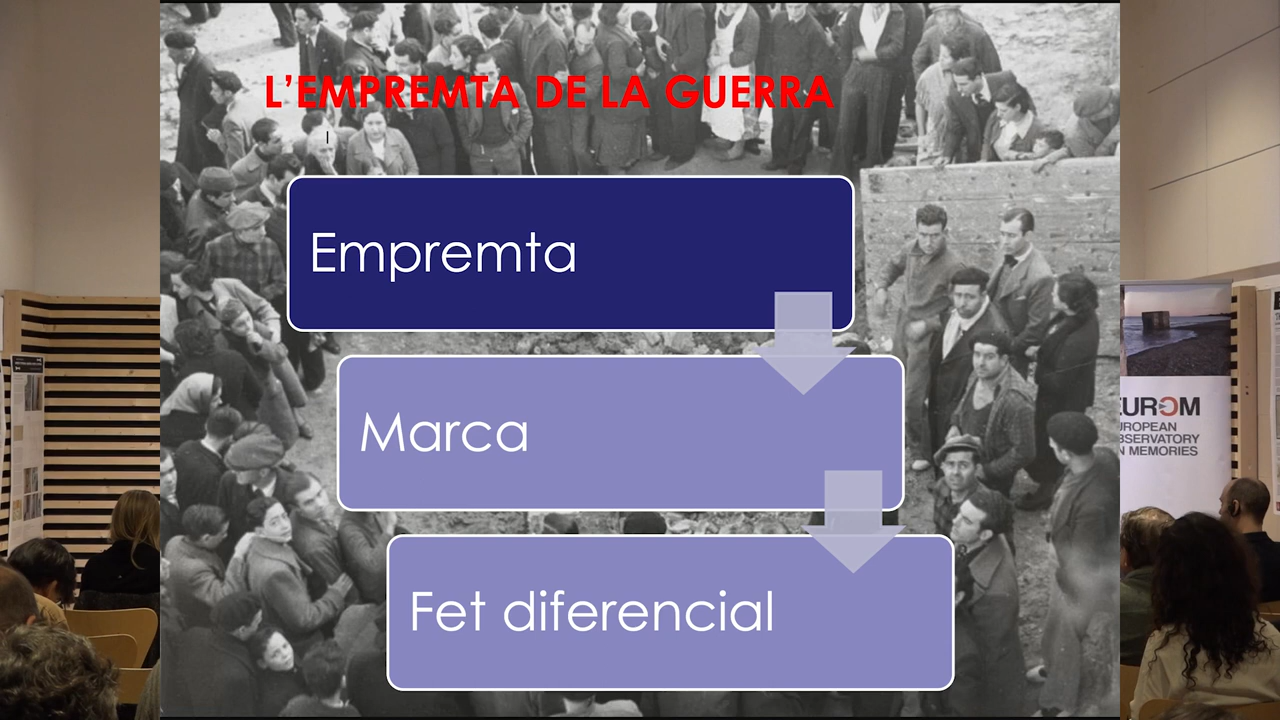 L'EMPREMTA DE LA GUERRA
Empremta
Marca
Fet diferencial
EUROM
EUROPEAN
OBSERVATORY
ON MEMORIES